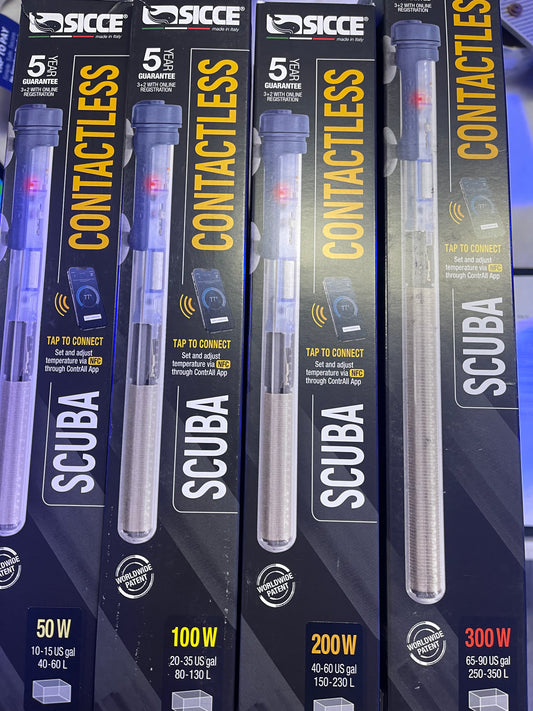 SICCE
made in Italy
5 YEAR
GUARANTEE
3+2 WITH ONLINE
REGISTRATION
CONTACTLESS
TAP TO CONNECT
Set and adjust
temperature via NFC
through ContrAll App
SCUBA
WORLDWIDE
PATENT
50 W
10-15 US gal
40-60 L
SICCE
made in Italy
5 YEAR
GUARANTEE
3+2 WITH ONLINE
REGISTRATION
CONTACTLESS
TAP TO CONNECT
Set and adjust
temperature via NFC
through ContrAll App
SCUBA
WORLDWIDE
PATENT
100 W
20-35 US gal
80-130 L
SICCE
made in Italy
5 YEAR
GUARANTEE
3+2 WITH ONLINE
REGISTRATION
CONTACTLESS
TAP TO CONNECT
Set and adjust
temperature via NFC
through ContrAll App
SCUBA
WORLDWIDE
PATENT
200 W
40-60 US gal
150-230 L
3+2 WITH ONLINE
REGISTRATION
CONTACTLESS
TAP TO CONNECT
Set and adjust
temperature via NFC
through ContrAll App
SCUBA
WORLDWIDE
PATENT
300 W
65-90 US gal
250-350 L